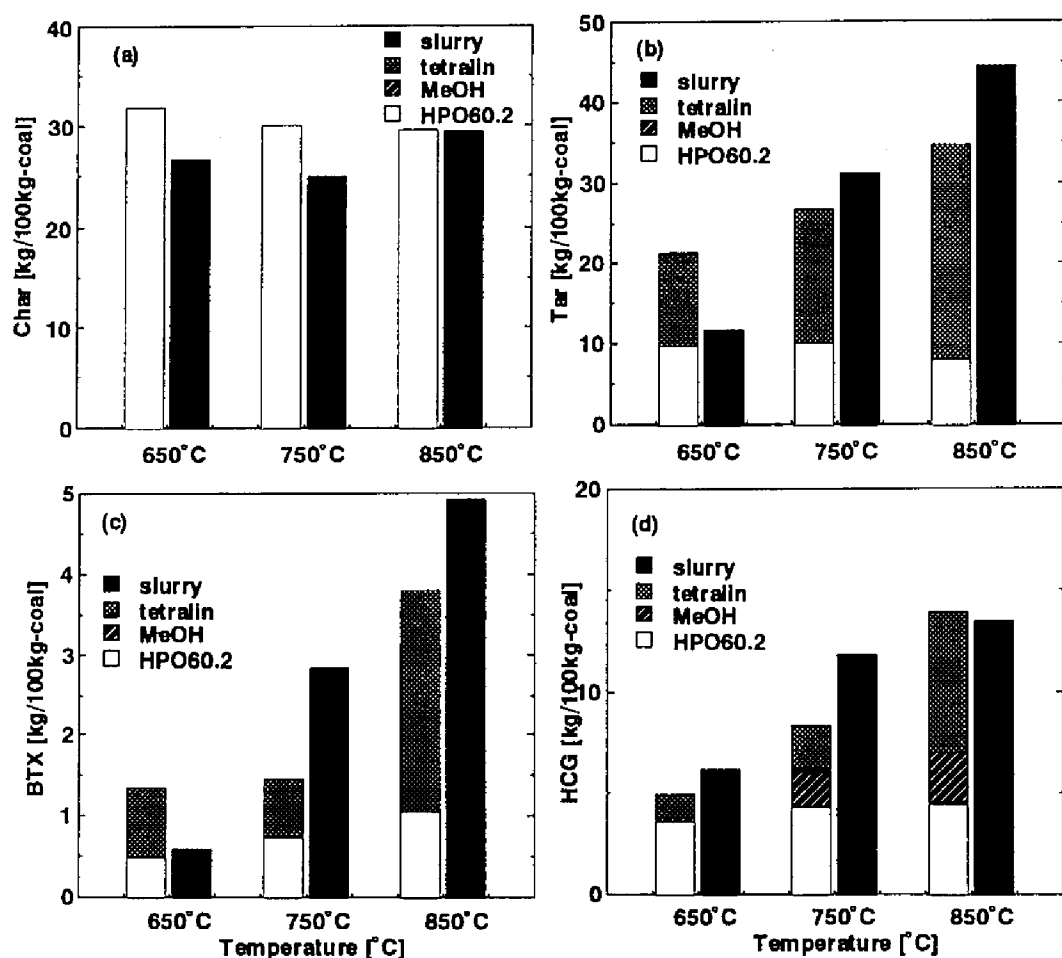 (a)
slurry
tetralin
MeOH
HPO60.2
Char [kg/100kg-coal]
40
30
20
10
0
650°C 750°C 850°C
(b)
slurry
tetralin
MeOH
HPO60.2
Tar [kg/100kg-coal]
50
40
30
20
10
0
650°C 750°C 850°C
(c)
slurry
tetralin
MeOH
HPO60.2
BTX [kg/100kg-coal]
5
4
3
2
1
0
650°C 750°C 850°C
Temperature [°C]
(d)
slurry
tetralin
MeOH
HPO60.2
HCG [kg/100kg-coal]
20
10
0
650°C 750°C 850°C
Temperature [°C]